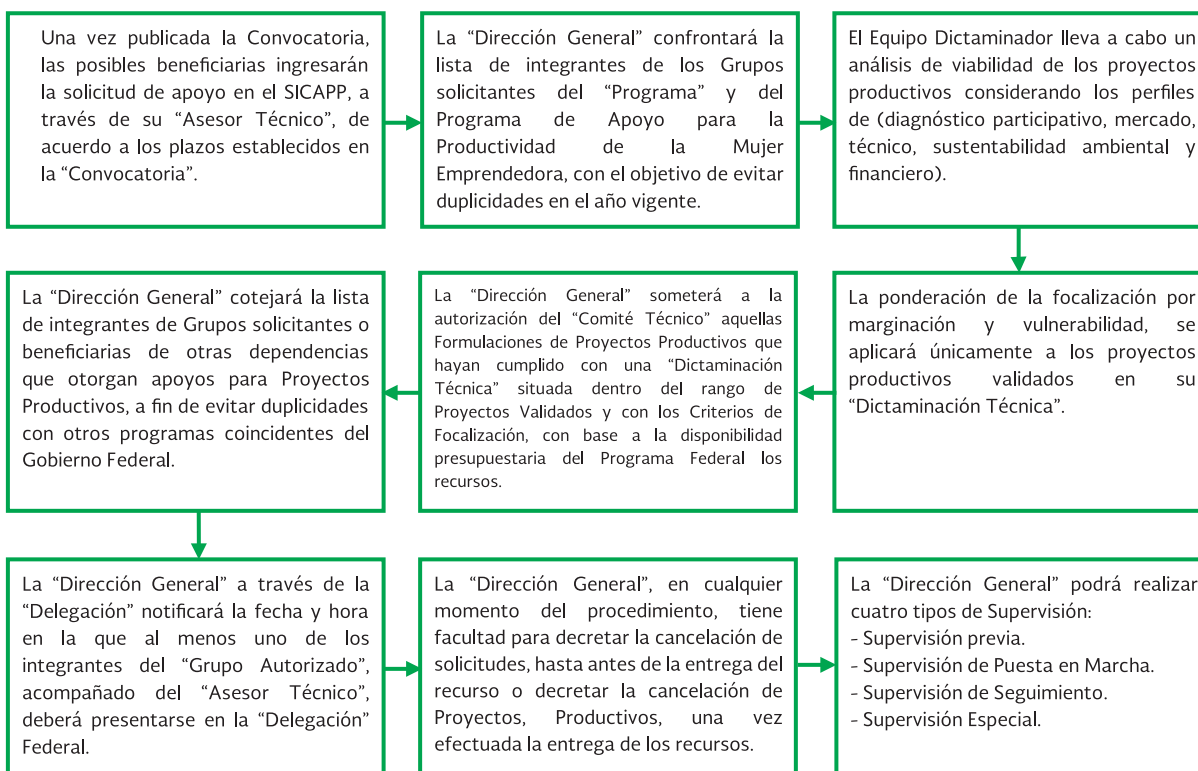 Una vez publicada la Convocatoria,
las posibles beneficiarias ingresarán
la solicitud de apoyo en el SICAPP, a
través de su “Asesor Técnico”, de
acuerdo a los plazos establecidos en
la “Convocatoria”.
La “Dirección General” confrontará la
lista de integrantes de los Grupos
solicitantes del “Programa” y del
Programa de Apoyo para la
Productividad de la Mujer
Emprendedora, con el objetivo de evitar
duplicidades en el año vigente.
El Equipo Dictaminador lleva a cabo un
análisis de viabilidad de los proyectos
productivos considerando los perfiles
de (diagnóstico participativo, mercado,
técnico, sustentabilidad ambiental y
financiero).
La ponderación de la focalización por
marginación y vulnerabilidad, se
aplicará únicamente a los proyectos
productivos validados en su
“Dictaminación Técnica”.
La “Dirección General” someterá a la
autorización del “Comité Técnico” aquellas
Formulaciones de Proyectos Productivos que
hayan cumplido con una “Dictaminación
Técnica” situada dentro del rango de
Proyectos Validados y con los Criterios de
Focalización, con base a la disponibilidad
presupuestaria del Programa Federal los
recursos.
La “Dirección General” cotejará la lista
de integrantes de Grupos solicitantes o
beneficiarias de otras dependencias
que otorgan apoyos para Proyectos
Productivos, a fin de evitar duplicidades
con otros programas coincidentes del
Gobierno Federal.
La “Dirección General” a través de la
“Delegación” notificará la fecha y hora
en la que al menos uno de los
integrantes del “Grupo Autorizado”,
acompañado del “Asesor Técnico”,
deberá presentarse en la “Delegación”
Federal.
La “Dirección General”, en cualquier
momento del procedimiento, tiene
facultad para decretar la cancelación de
solicitudes, hasta antes de la entrega del
recurso o decretar la cancelación de
Proyectos, Productivos, una vez
efectuada la entrega de los recursos.
La “Dirección General” podrá realizar
cuatro tipos de Supervisión:
- Supervisión previa.
- Supervisión de Puesta en Marcha.
- Supervisión de Seguimiento.
- Supervisión Especial.